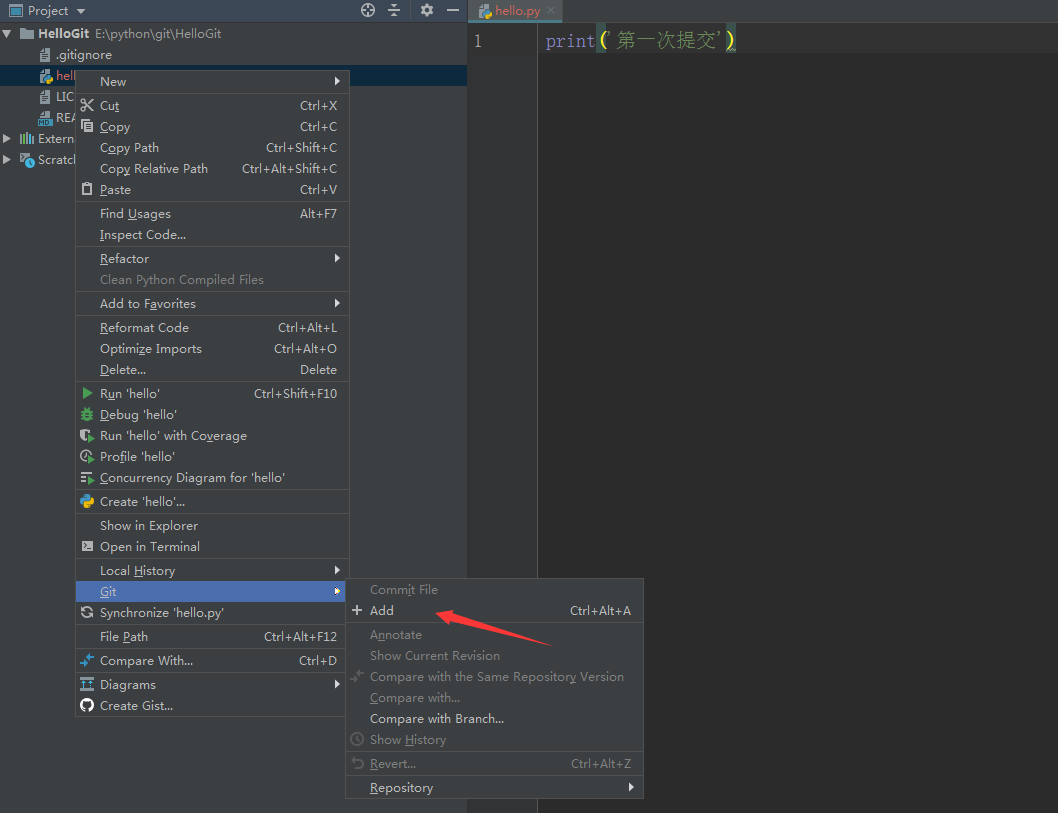 Project
hello.py
HelloGit E:\python\git\HelloGit
1 print('第一次提交')
.gitignore
hell
LIC
REA
Extern
Scratch
New
Cut Ctrl+X
Copy Ctrl+C
Copy Path Ctrl+Shift+C
Copy Relative Path Ctrl+Alt+Shift+C
Paste Ctrl+V
Find Usages Alt+F7
Inspect Code...
Refactor
Clean Python Compiled Files
Add to Favorites
Reformat Code Ctrl+Alt+L
Optimize Imports Ctrl+Alt+O
Delete... Delete
Run 'hello' Ctrl+Shift+F10
Debug 'hello'
Run 'hello' with Coverage
Profile 'hello'
Concurrency Diagram for 'hello'
Create 'hello'...
Show in Explorer
Open in Terminal
Local History
Git
Synchronize 'hello.py'
File Path Ctrl+Alt+F12
Compare With... Ctrl+D
Diagrams
Create Gist...
Commit File
Add Ctrl+Alt+A
Annotate
Show Current Revision
Compare with the Same Repository Version
Compare with...
Compare with Branch...
Show History
Revert... Ctrl+Alt+Z
Repository